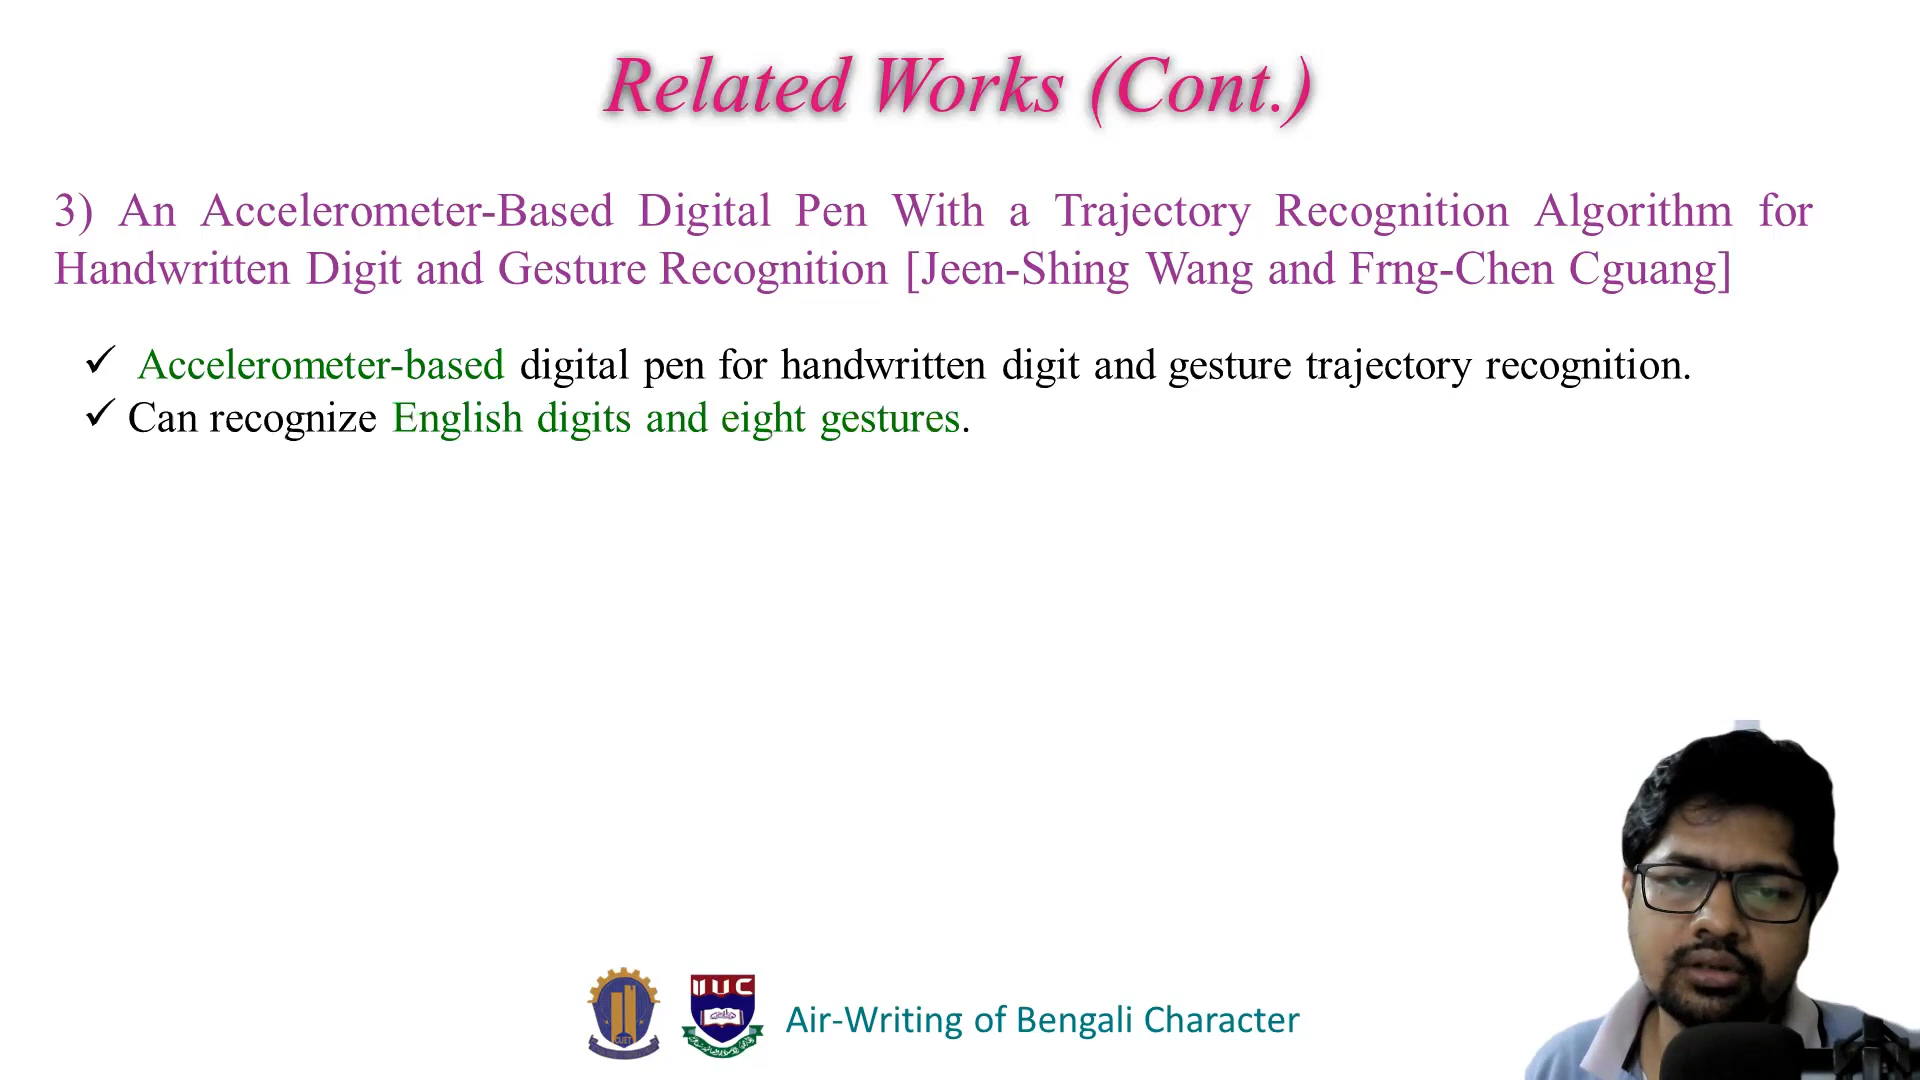 Related Works (Cont.)
3) An Accelerometer-Based Digital Pen With a Trajectory Recognition Algorithm for
Handwritten Digit and Gesture Recognition [Jeen-Shing Wang and Frng-Chen Cguang]
✓ Accelerometer-based digital pen for handwritten digit and gesture trajectory recognition.
✓ Can recognize English digits and eight gestures.
CUET
IIUC
Air-Writing of Bengali Character